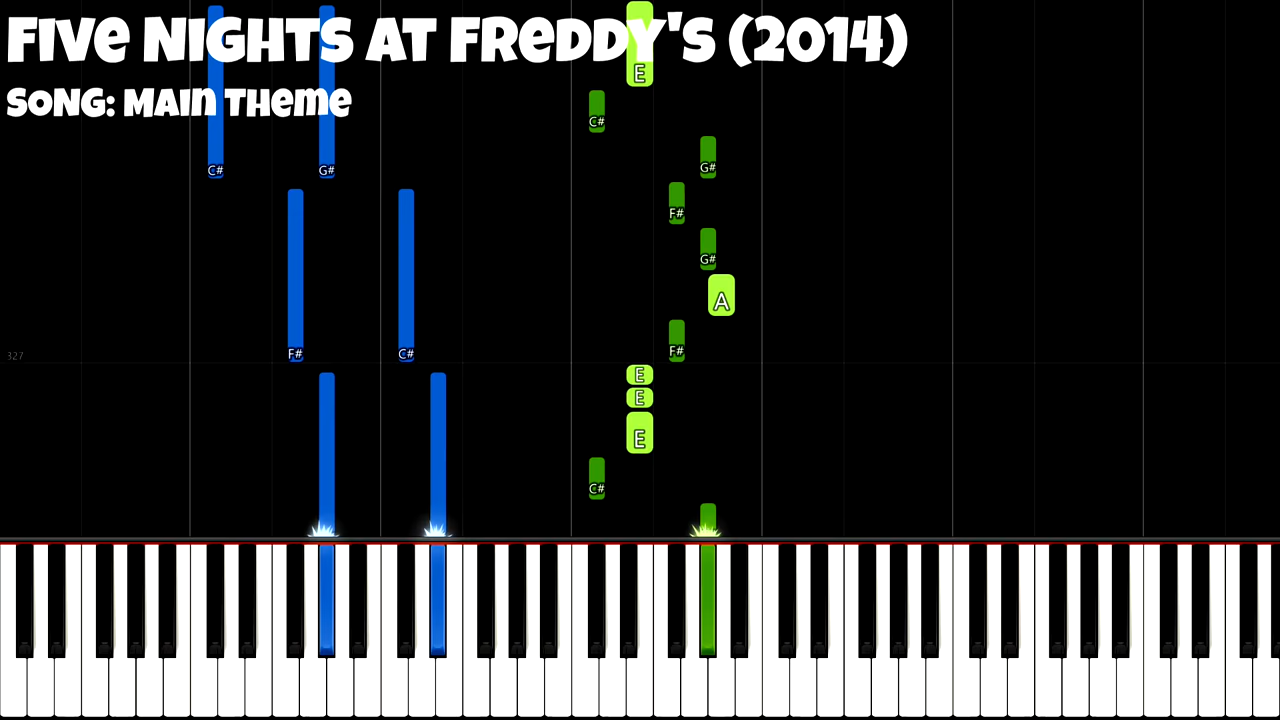 Five Nights at Freddy's (2014)
Song: Main Theme
E
C#
C# G# G#
F#
G#
A
F# C# F#
327
E
E
E
C#